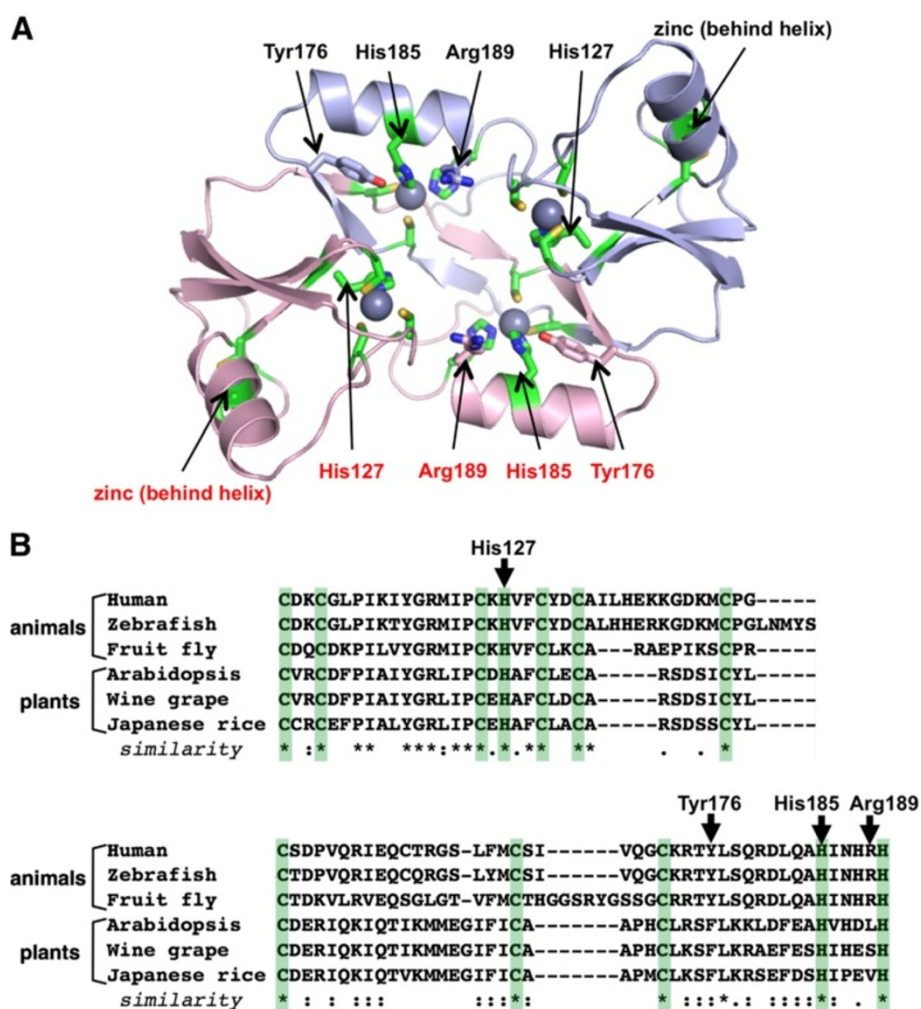 A
Tyr176 His185 Arg189 His127 zinc (behind helix)
zinc (behind helix) His127 Arg189 His185 Tyr176
B
His127
animals
Human CDKCGLPIKIYGRMIPCKHVFCYDCAILHEKKGDKMCPG-----
Zebrafish CDKCGLPIKTYGRMIPCKHVFCYDCALHHERKGDKMCPGLNMYS
Fruit fly CDQCDKPILVYGRMIPCKHVFCLKCA---RAEPIKSCPR-----
plants
Arabidopsis CVRCDFPIAIYGRLIPCDHAFCLECA-----RSDSICYL-----
Wine grape CVRCDFPIAIYGRLIPCEHAFCLDCA-----RSDSICYL-----
Japanese rice CCRCEFPIALYGRLIPCEHAFCLACA-----RSDSSCYL-----
similarity * :* ** ***:***.*.** ** . . *
Tyr176 His185 Arg189
animals
Human CSDPVQRIEQCTRGS-LFMCSI------VQGCKRTYLSQRDLQAHINHRH
Zebrafish CTDPVQRIEQCQRGS-LYMCSI------VQGCKRTYLSQRDLQAHINHRH
Fruit fly CTDKVLRVEQSGLGT-VFMCTHGGSRYGSSGCRRTYLSQRDLQAHINHRH
plants
Arabidopsis CDERIQKIQTIKMMEGIFICA-------APHCLRSFLKKLDFEAHVHDLH
Wine grape CDERIQKIQTIKMMEGIFICA-------APHCLKSFLKRAEFESHIHESH
Japanese rice CDERIQKIQTVKMMEGIFICA-------APMCLKSFLKRSEFDSHIPEVH
similarity * : : ::: :::*: * :::*.: ::::*: . *